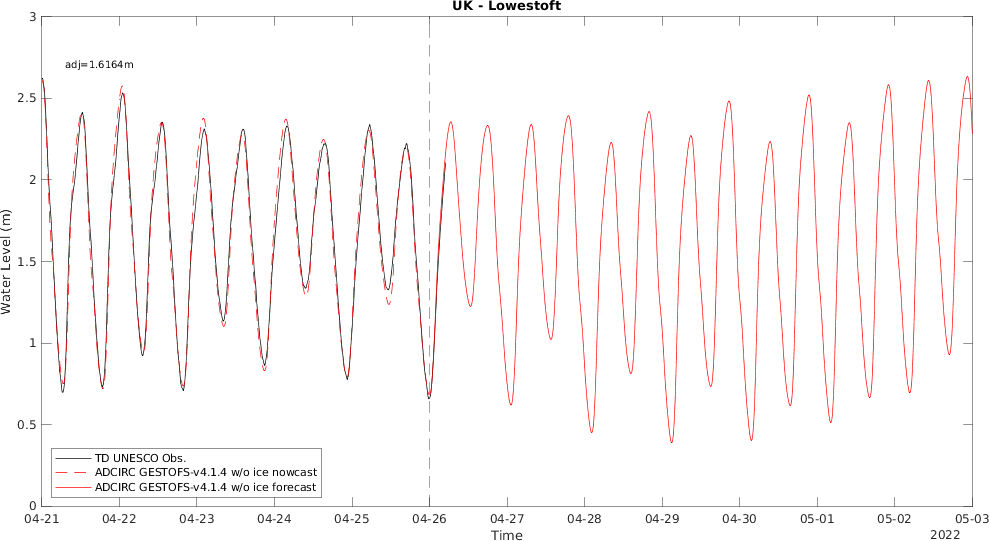 UK - Lowestoft
adj=1.6164m
Water Level (m)
3
2.5
2
1.5
1
0.5
0
TD UNESCO Obs.
ADCIRC GESTOFS-v4.1.4 w/o ice nowcast
ADCIRC GESTOFS-v4.1.4 w/o ice forecast
04-21 04-22 04-23 04-24 04-25 04-26 04-27 04-28 04-29 04-30 05-01 05-02 05-03
Time
2022